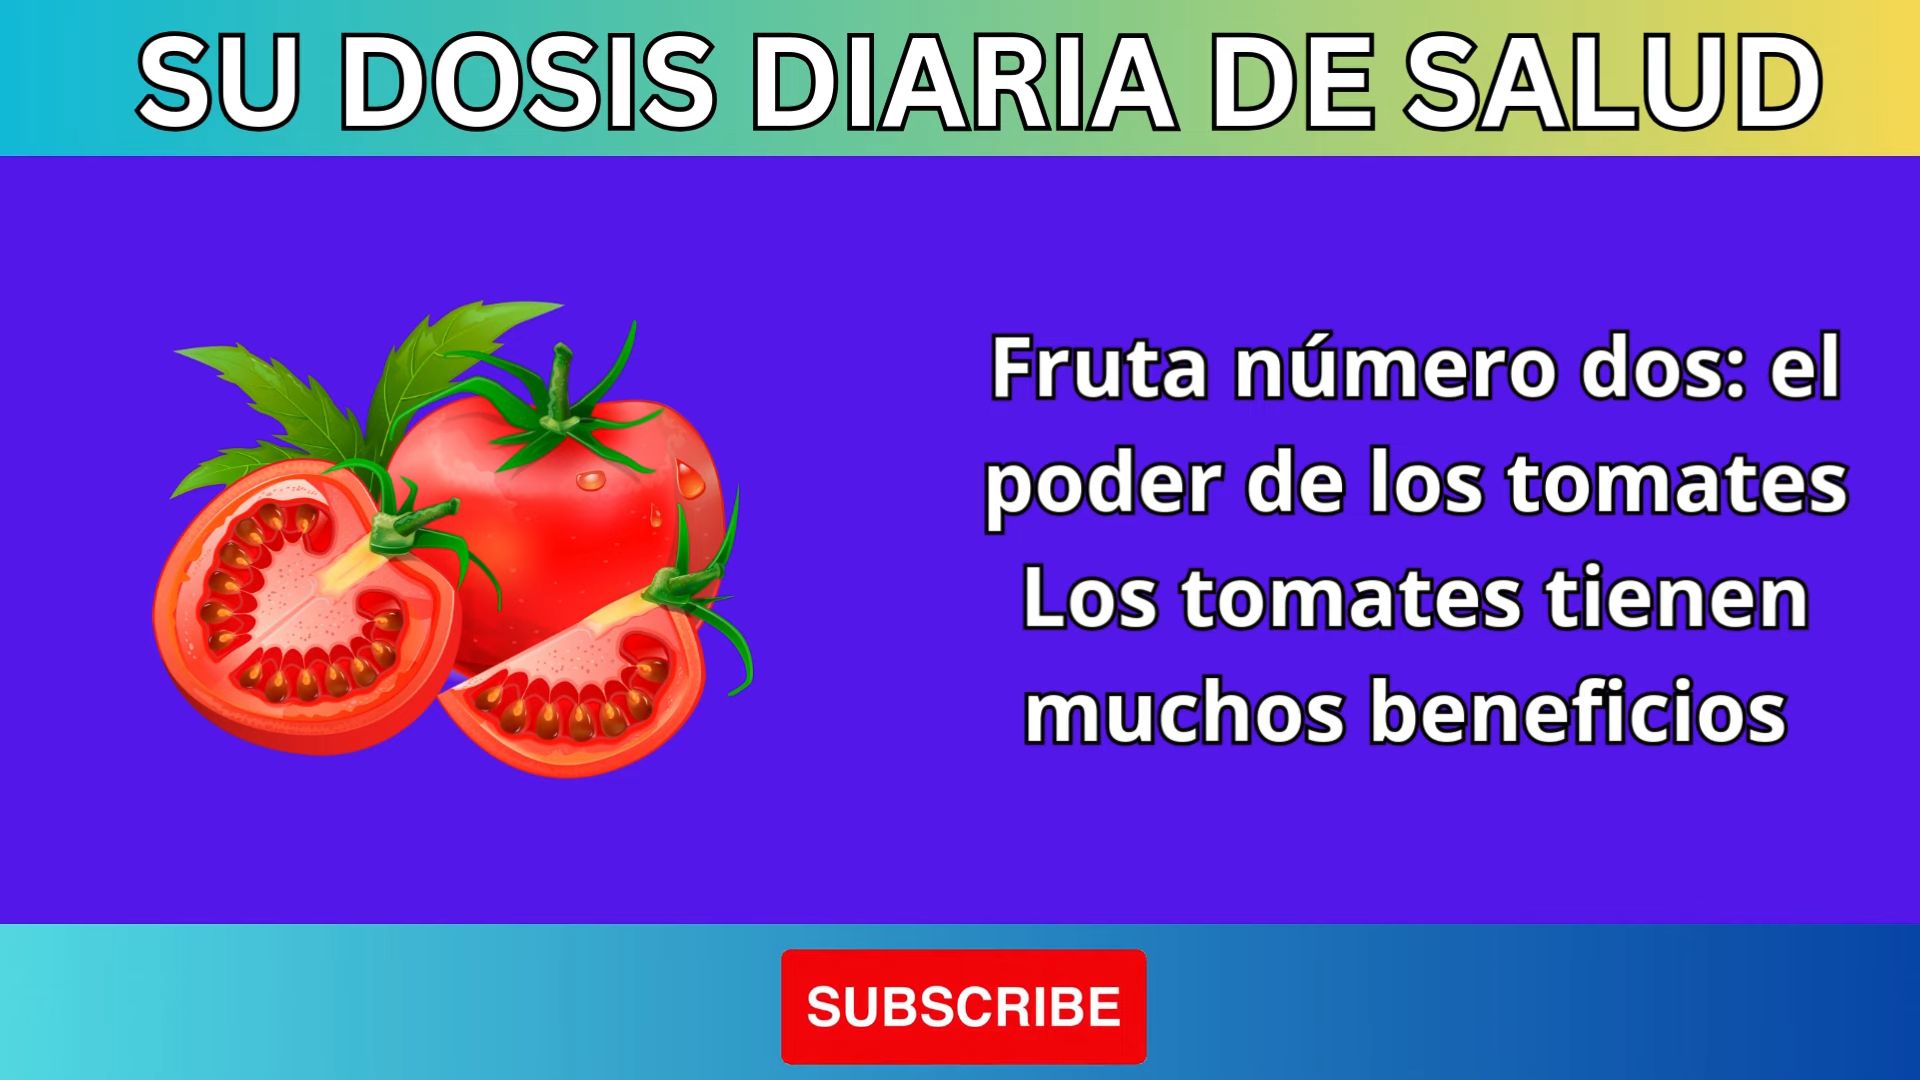 SU DOSIS DIARIA DE SALUD
Fruta número dos: el
poder de los tomates
Los tomates tienen
muchos beneficios
SUBSCRIBE